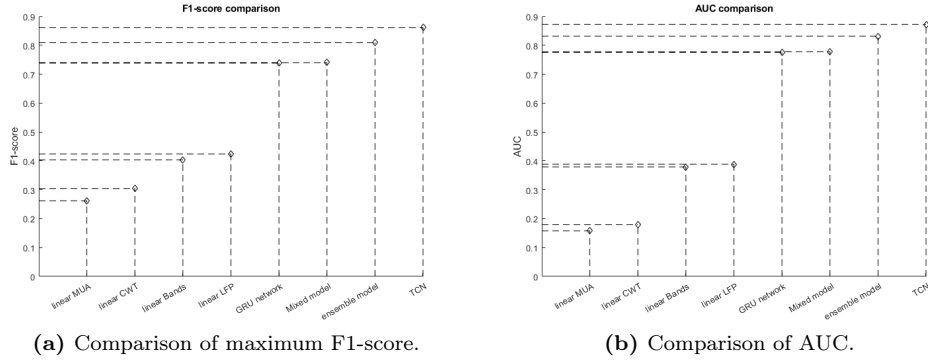 F1-score comparison
0.9
0.8
0.7
0.6
0.5
0.4
0.3
0.2
0.1
0
F1-score
linear MUA
linear CWT
linear Bands
linear LFP
GRU network
Mixed model
ensemble model
TCN
(a) Comparison of maximum F1-score.
AUC comparison
0.9
0.8
0.7
0.6
0.5
0.4
0.3
0.2
0.1
0
AUC
linear MUA
linear CWT
linear Bands
linear LFP
GRU network
Mixed model
ensemble model
TCN
(b) Comparison of AUC.